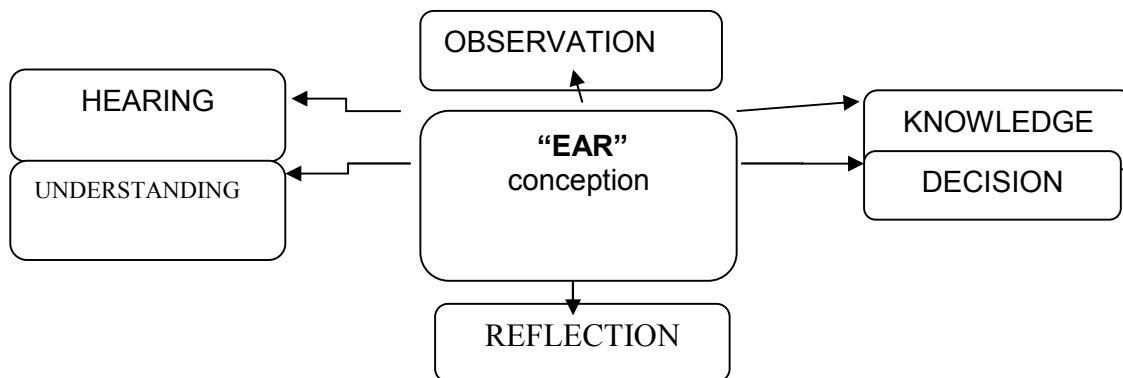 OBSERVATION
HEARING
UNDERSTANDING
“EAR”
conception
KNOWLEDGE
DECISION
REFLECTION